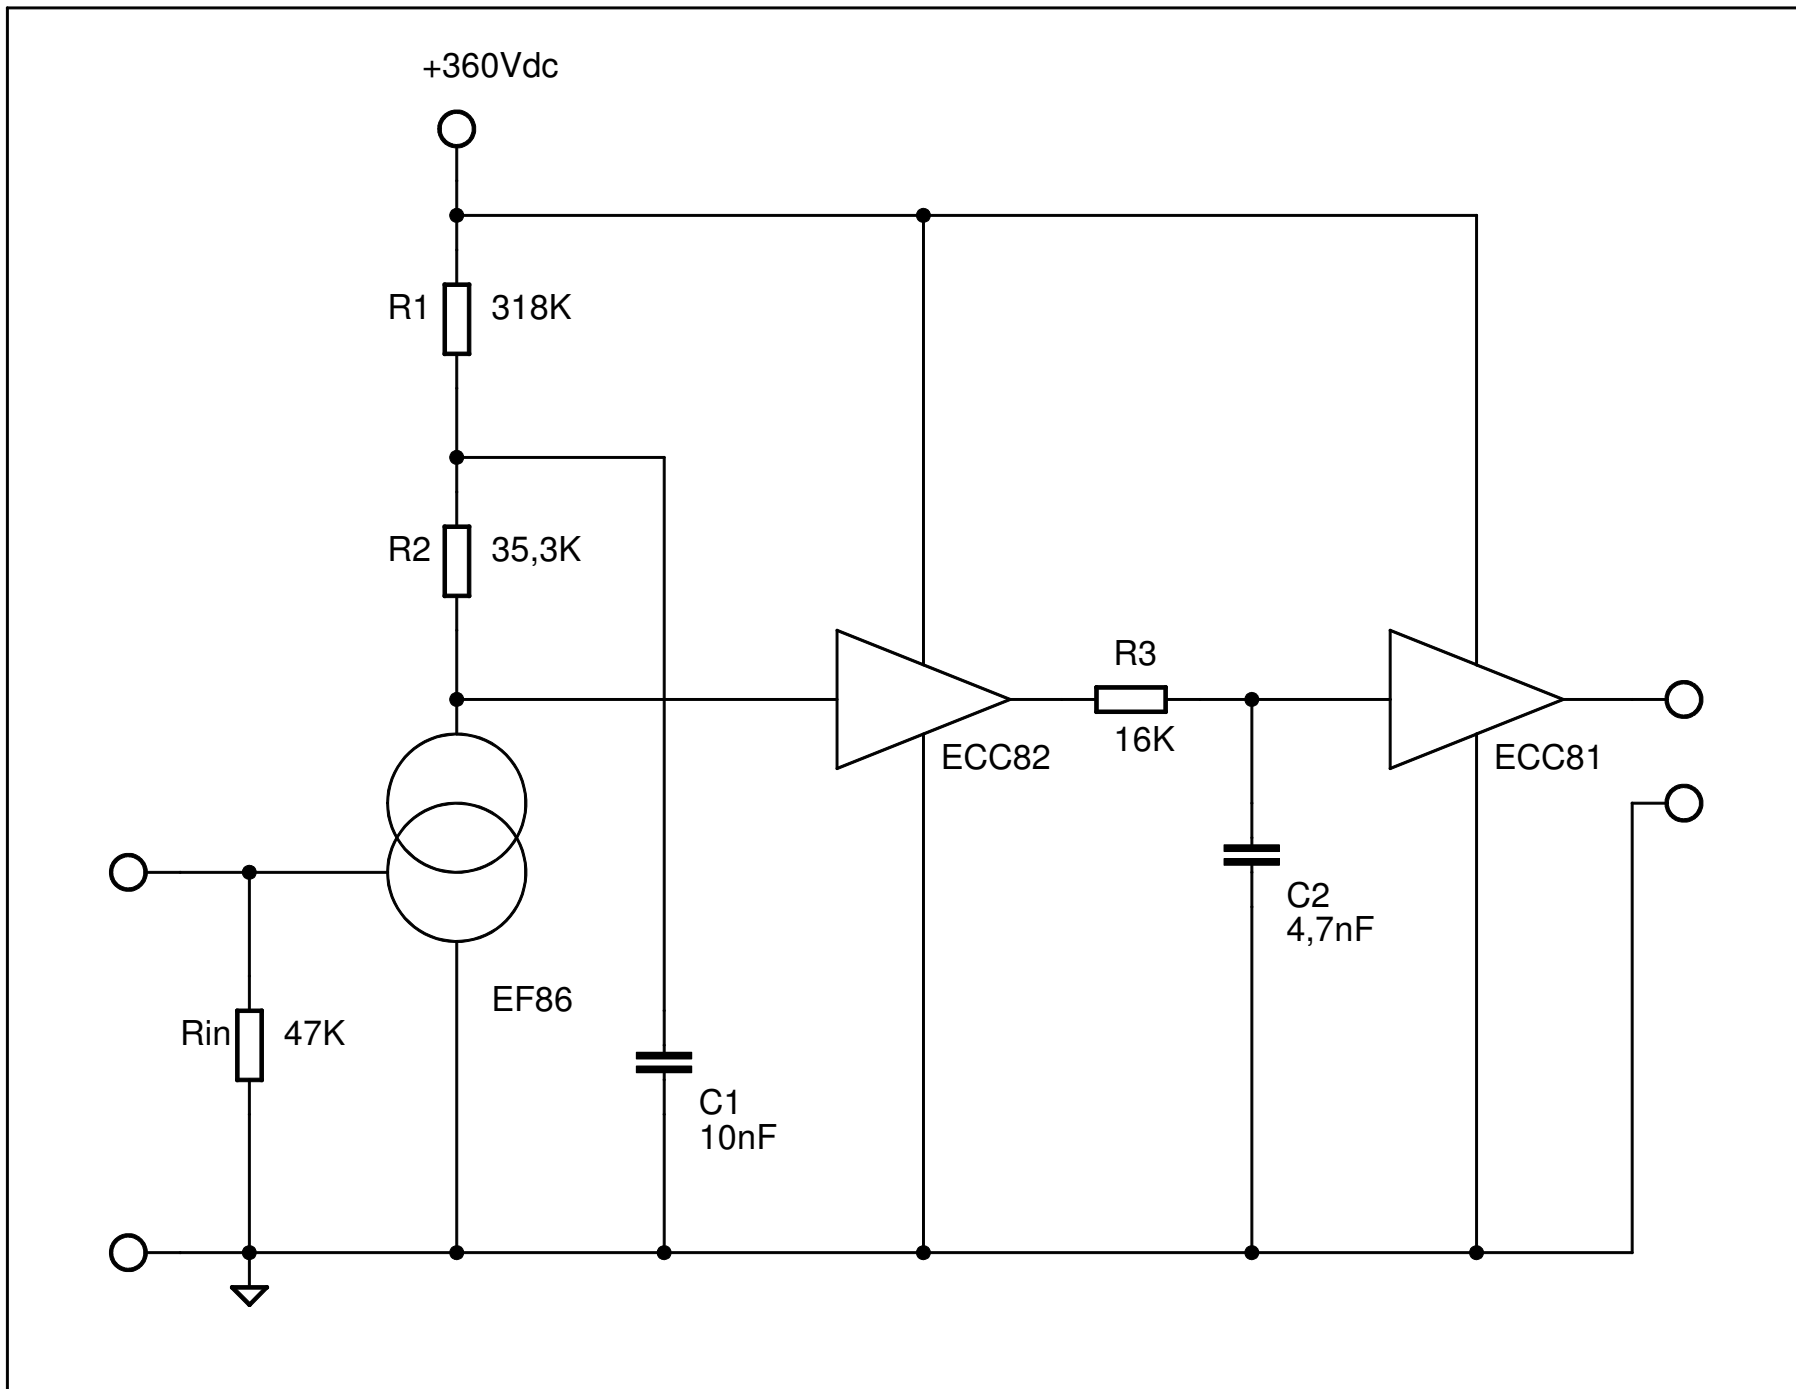 +360Vdc
R1 318K
R2 35,3K
R3
16K
ECC82
ECC81
C2
4,7nF
EF86
Rin 47K
C1
10nF